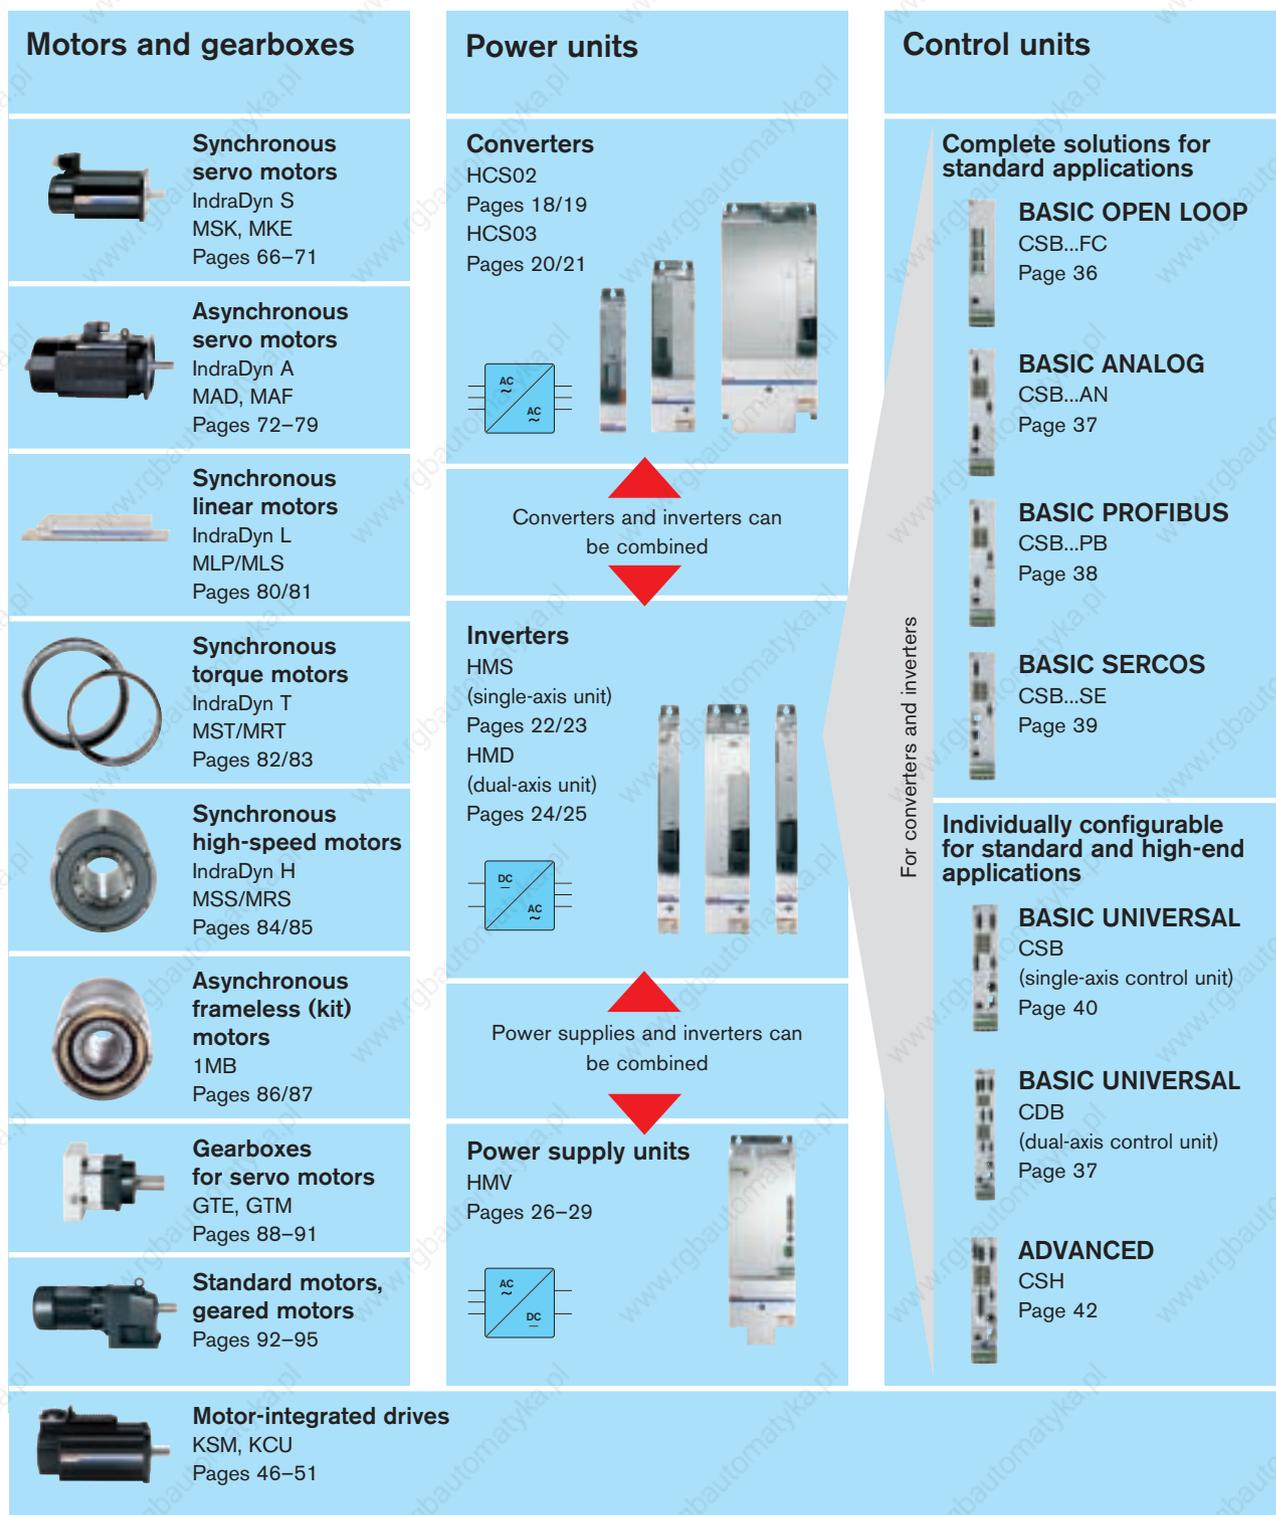 Motors and gearboxes
Synchronous
servo motors
IndraDyn S
MSK, MKE
Pages 66–71
Asynchronous
servo motors
IndraDyn A
MAD, MAF
Pages 72–79
Synchronous
linear motors
IndraDyn L
MLP/MLS
Pages 80/81
Synchronous
torque motors
IndraDyn T
MST/MRT
Pages 82/83
Synchronous
high-speed motors
IndraDyn H
MSS/MRS
Pages 84/85
Asynchronous
frameless (kit)
motors
1MB
Pages 86/87
Gearboxes
for servo motors
GTE, GTM
Pages 88–91
Standard motors,
geared motors
Pages 92–95
Motor-integrated drives
KSM, KCU
Pages 46–51
Power units
Converters
HCS02
Pages 18/19
HCS03
Pages 20/21
AC
~
AC
~
Converters and inverters can
be combined
Inverters
HMS
(single-axis unit)
Pages 22/23
HMD
(dual-axis unit)
Pages 24/25
DC
AC
~
Power supplies and inverters can
be combined
Power supply units
HMV
Pages 26–29
AC
~
DC
Control units
For converters and inverters
Complete solutions for
standard applications
BASIC OPEN LOOP
CSB...FC
Page 36
BASIC ANALOG
CSB...AN
Page 37
BASIC PROFIBUS
CSB...PB
Page 38
BASIC SERCOS
CSB...SE
Page 39
Individually configurable
for standard and high-end
applications
BASIC UNIVERSAL
CSB
(single-axis control unit)
Page 40
BASIC UNIVERSAL
CDB
(dual-axis control unit)
Page 37
ADVANCED
CSH
Page 42
www.rgbautomatyka.pl